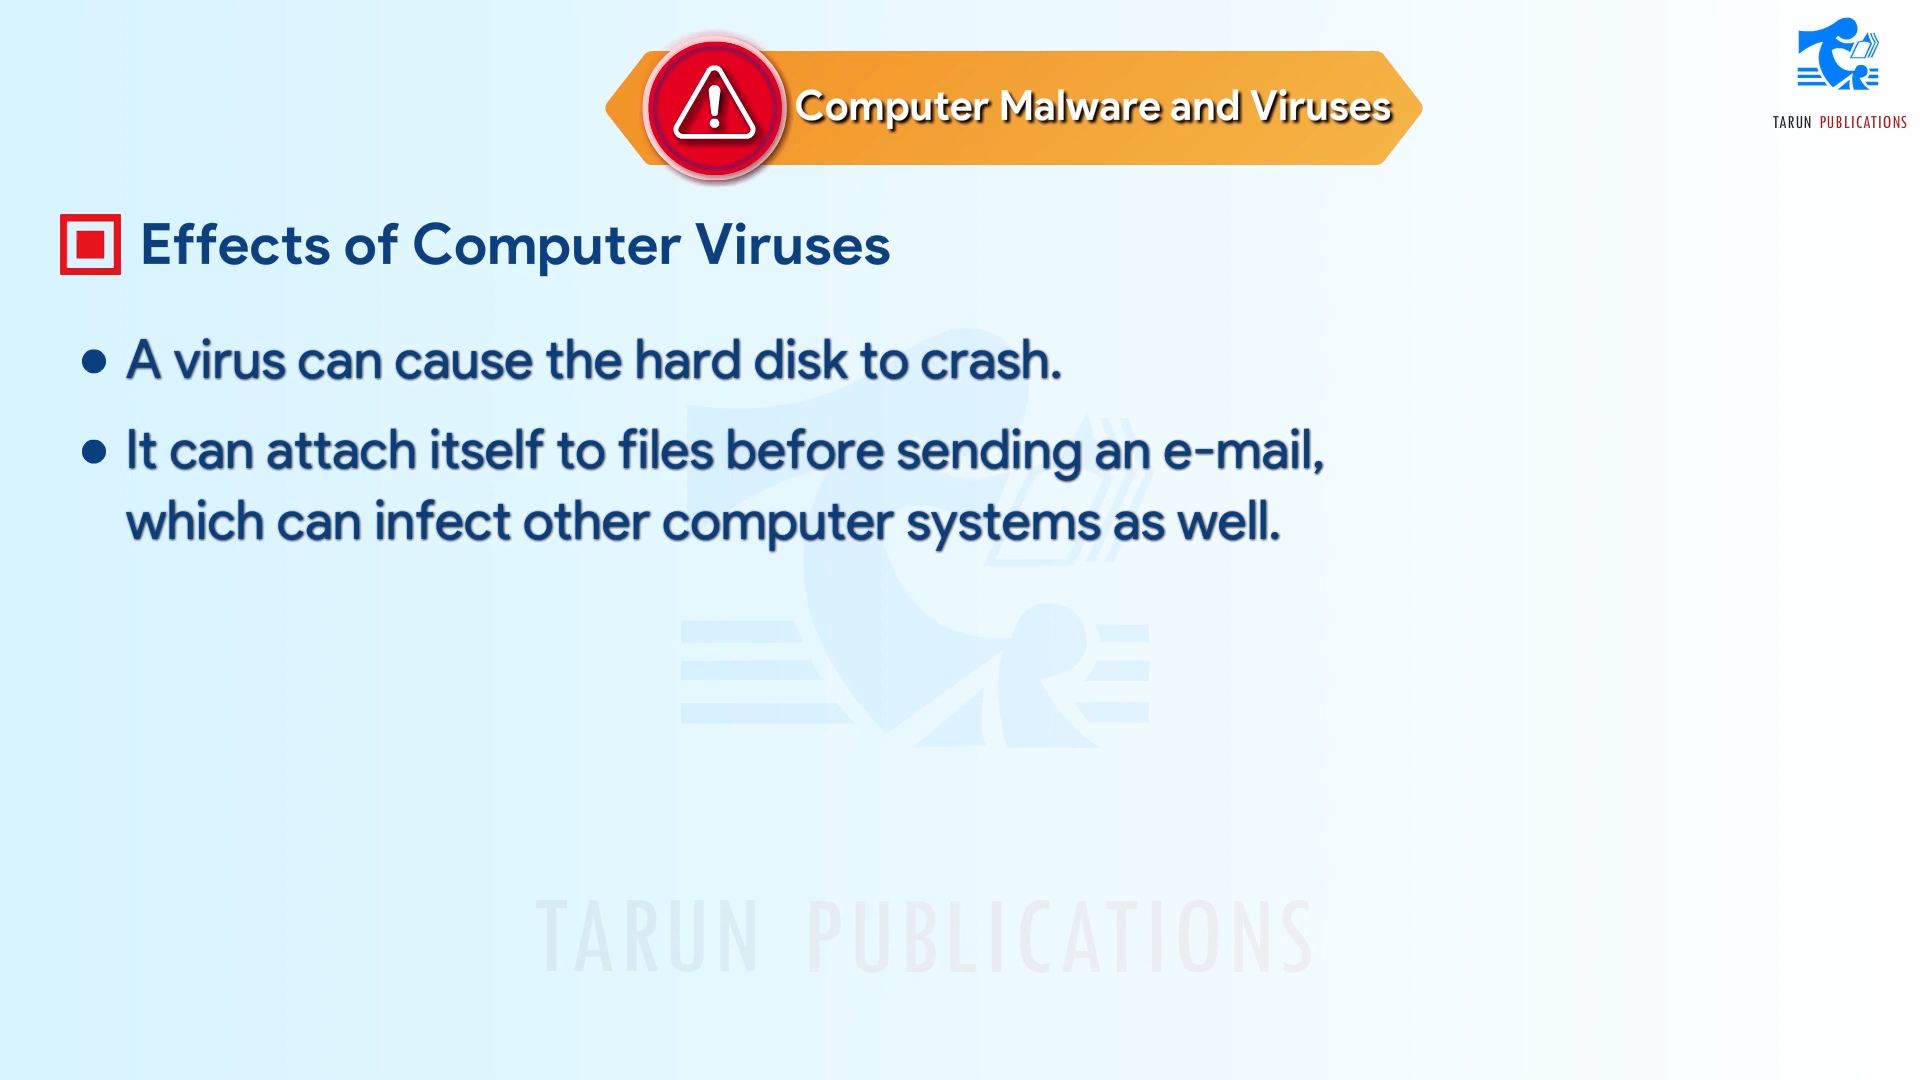 Computer Malware and Viruses
TARUN PUBLICATIONS
Effects of Computer Viruses
A virus can cause the hard disk to crash.
It can attach itself to files before sending an e-mail,
which can infect other computer systems as well.
TARUN PUBLICATIONS